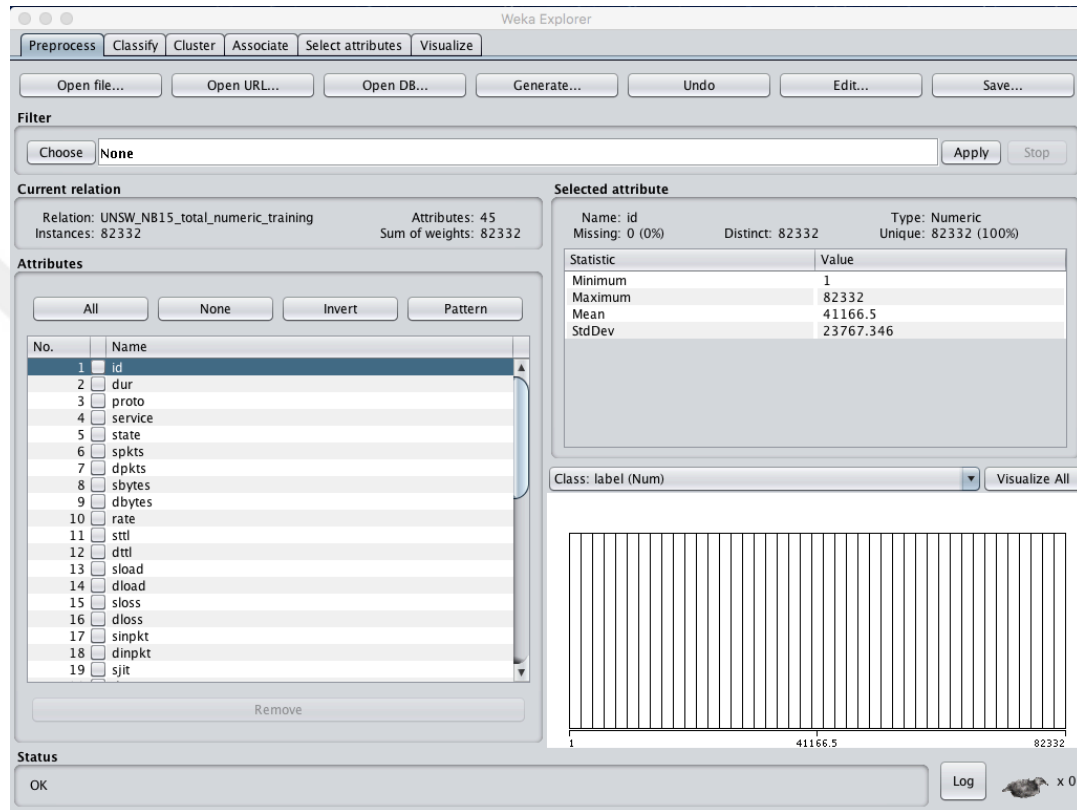 Weka Explorer
Preprocess Classify Cluster Associate Select attributes Visualize
Open file... Open URL... Open DB... Generate... Undo Edit... Save...
Filter
Choose None Apply Stop
Current relation
Relation: UNSW_NB15_total_numeric_training Attributes: 45
Instances: 82332 Sum of weights: 82332
Attributes
All None Invert Pattern
No. Name
1 id
2 dur
3 proto
4 service
5 state
6 spkts
7 dpkts
8 sbytes
9 dbytes
10 rate
11 sttl
12 dttl
13 sload
14 dload
15 sloss
16 dloss
17 sinpkt
18 dinpkt
19 sjit
Remove
Selected attribute
Name: id Type: Numeric
Missing: 0 (0%) Distinct: 82332 Unique: 82332 (100%)
Statistic Value
Minimum 1
Maximum 82332
Mean 41166.5
StdDev 23767.346
Class: label (Num) Visualize All
1 41166.5 82332
Status
OK Log x 0